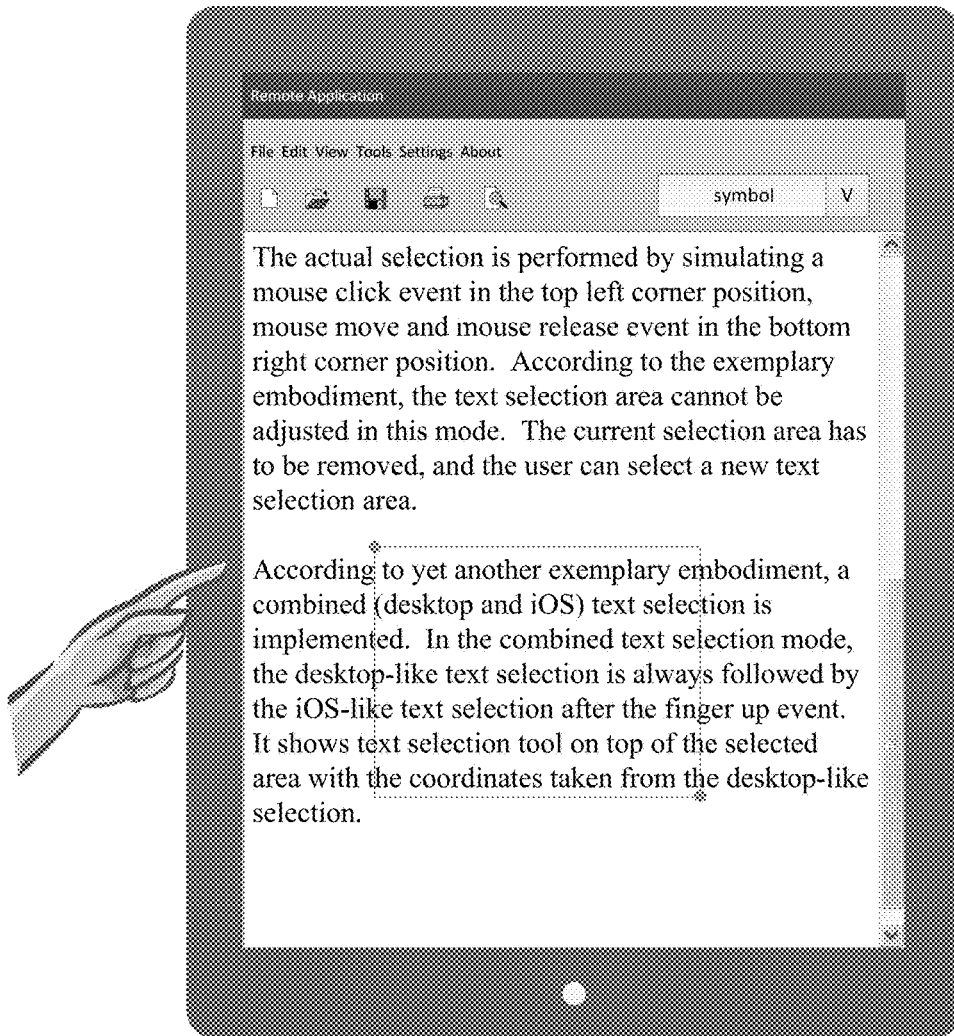 Remote Application
File Edit View Tools Settings About
symbol V
The actual selection is performed by simulating a
mouse click event in the top left corner position,
mouse move and mouse release event in the bottom
right corner position.  According to the exemplary
embodiment, the text selection area cannot be
adjusted in this mode.  The current selection area has
to be removed, and the user can select a new text
selection area.
According to yet another exemplary embodiment, a
combined (desktop and iOS) text selection is
implemented.  In the combined text selection mode,
the desktop-like text selection is always followed by
the iOS-like text selection after the finger up event.
It shows text selection tool on top of the selected
area with the coordinates taken from the desktop-like
selection.